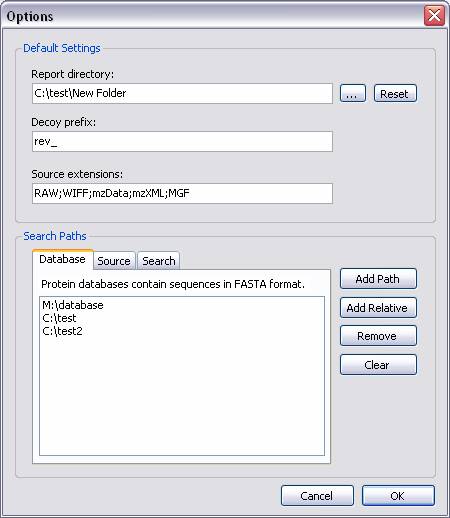 Options
Default Settings
Report directory:
C:\test\New Folder
...
Reset
Decoy prefix:
rev_
Source extensions:
RAW;WIFF;mzData;mzXML;MGF
Search Paths
Database Source Search
Protein databases contain sequences in FASTA format.
M:\database
C:\test
C:\test2
Add Path
Add Relative
Remove
Clear
Cancel OK